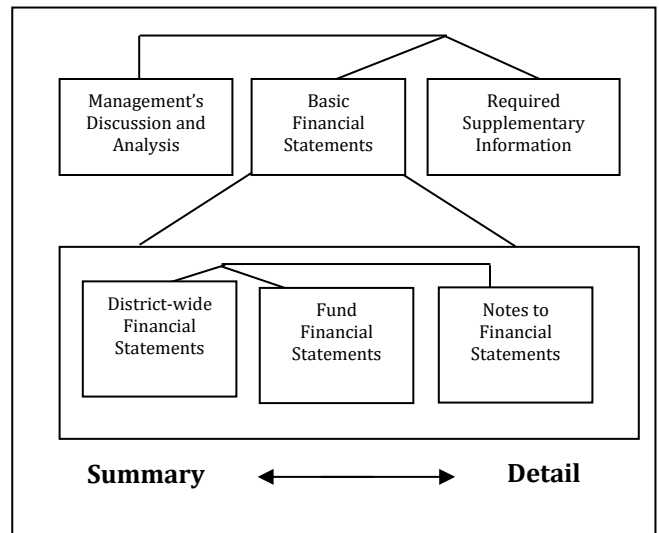 Management’s
Discussion and
Analysis
Basic
Financial
Statements
Required
Supplementary
Information
District-wide
Financial
Statements
Fund
Financial
Statements
Notes to
Financial
Statements
Summary
Detail